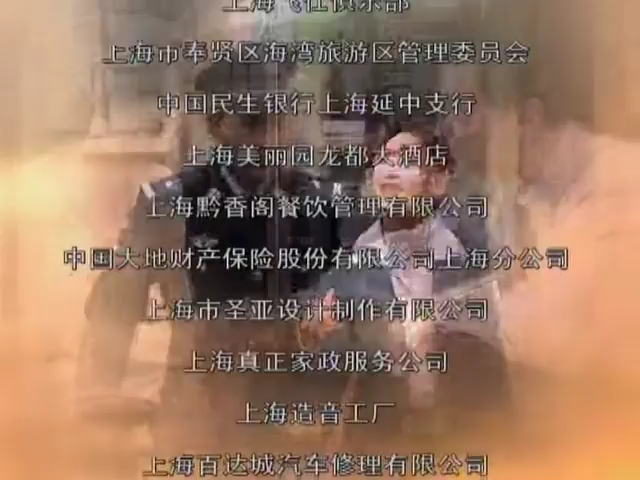 上海市奉贤区海湾旅游区管理委员会
中国民生银行上海延中支行
上海美丽园龙都大酒店
上海黔香阁餐饮管理有限公司
中国大地财产保险股份有限公司上海分公司
上海市圣亚设计制作有限公司
上海真正家政服务公司
上海造音工厂
上海百达城汽车修理有限公司